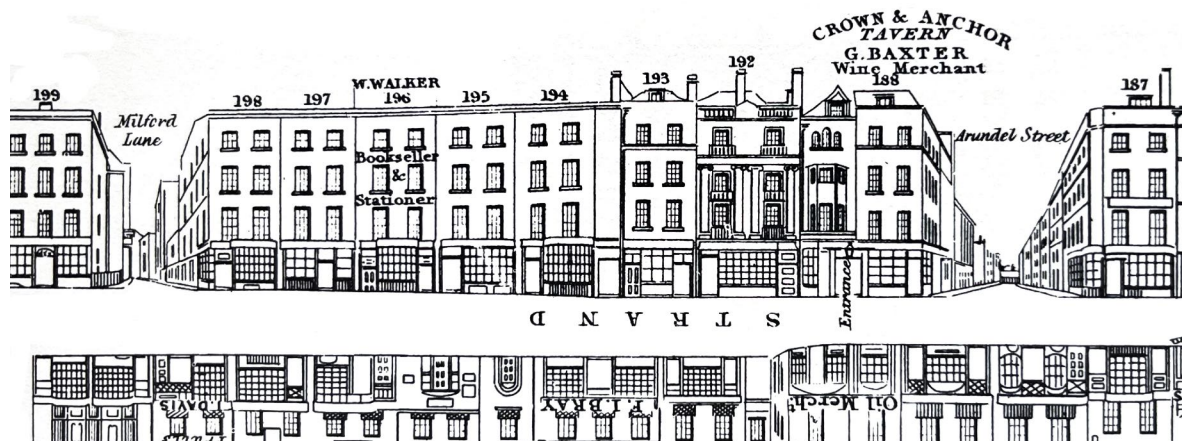 CROWN & ANCHOR
TAVERN
G. BAXTER
Wine Merchant
199
Milford
Lane
198
197
W. WALKER
196
195
194
193
192
188
187
Arundel Street
Bookseller
&
Stationer
Entrance
STRAND
T. DAVIS
F. I. BRAY
Oil Mercht